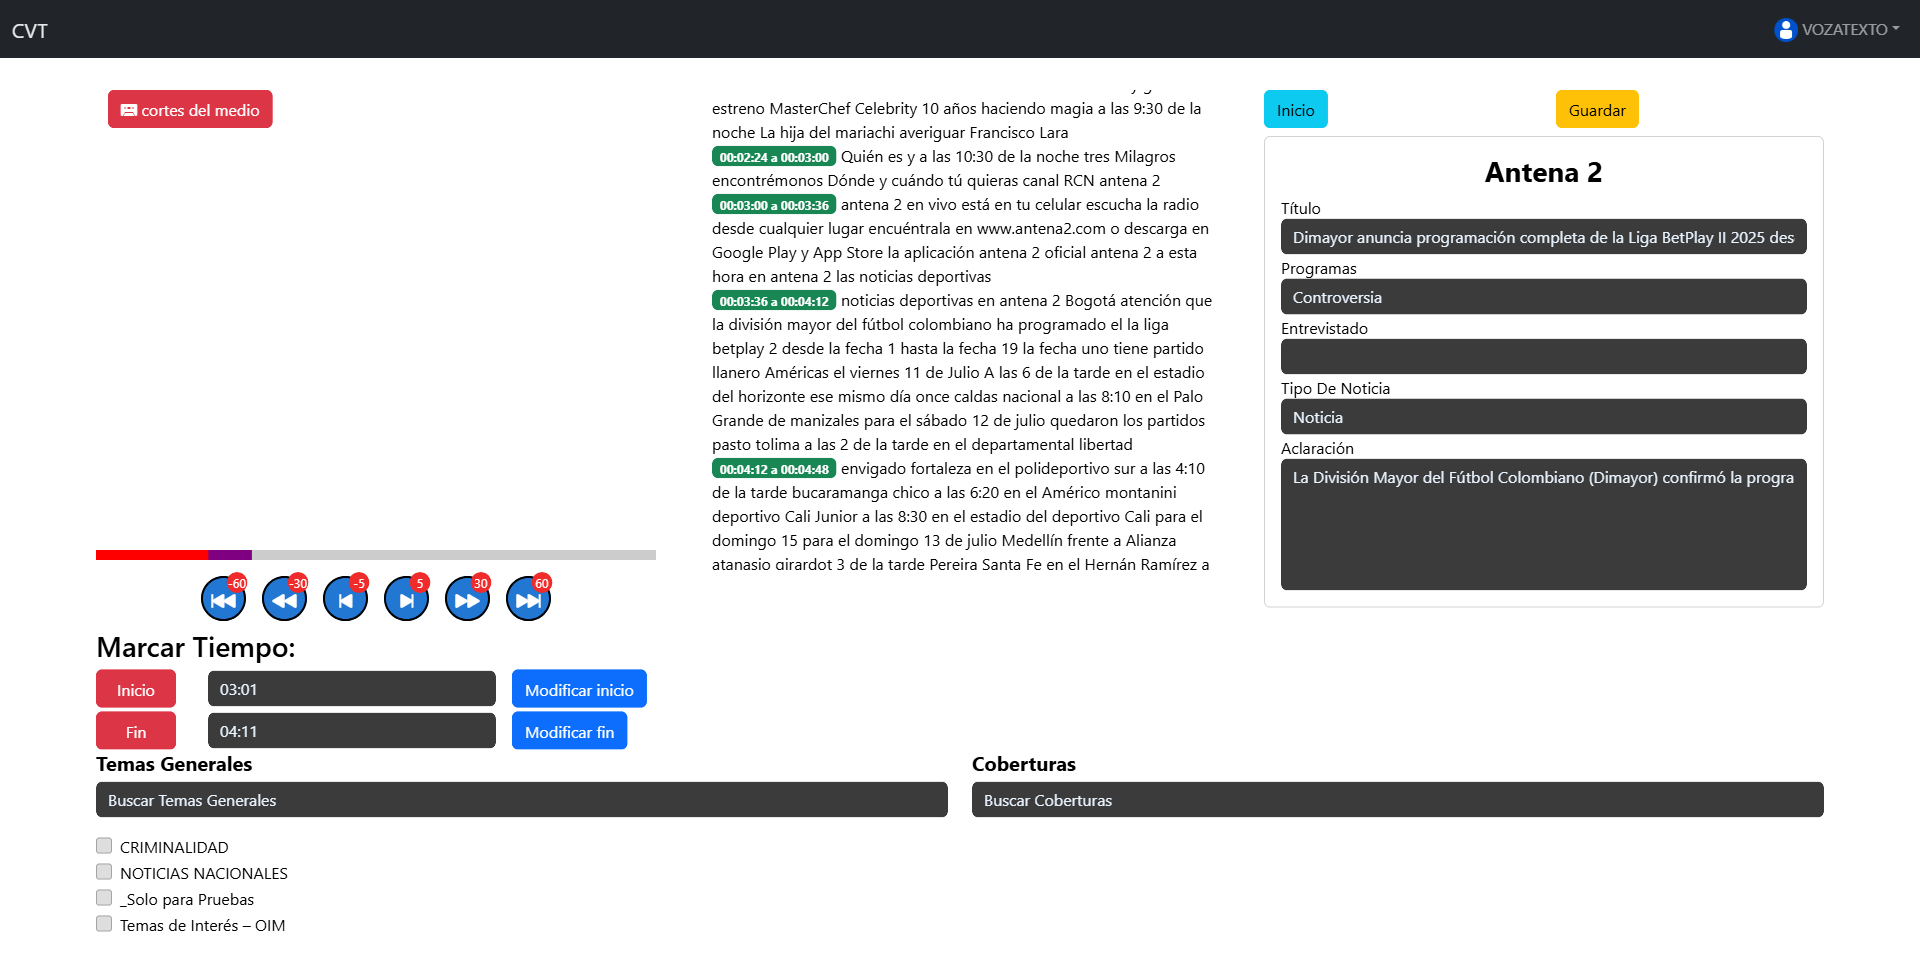 CVT
VOZATEXTO
cortes del medio
estreno MasterChef Celebrity 10 años haciendo magia a las 9:30 de la
noche La hija del mariachi averiguar Francisco Lara
00:02:24 a 00:03:00 Quién es y a las 10:30 de la noche tres Milagros
encontrémonos Dónde y cuándo tú quieras canal RCN antena 2
00:03:00 a 00:03:36 antena 2 en vivo está en tu celular escucha la radio
desde cualquier lugar encuéntrala en www.antena2.com o descarga en
Google Play y App Store la aplicación antena 2 oficial antena 2 a esta
hora en antena 2 las noticias deportivas
00:03:36 a 00:04:12 noticias deportivas en antena 2 Bogotá atención que
la división mayor del fútbol colombiano ha programado el la liga
betplay 2 desde la fecha 1 hasta la fecha 19 la fecha uno tiene partido
llanero Américas el viernes 11 de Julio A las 6 de la tarde en el estadio
del horizonte ese mismo día once caldas nacional a las 8:10 en el Palo
Grande de manizales para el sábado 12 de julio quedaron los partidos
pasto tolima a las 2 de la tarde en el departamental libertad
00:04:12 a 00:04:48 envigado fortaleza en el polideportivo sur a las 4:10
de la tarde bucaramanga chico a las 6:20 en el Américo montanini
deportivo Cali Junior a las 8:30 en el estadio del deportivo Cali para el
domingo 15 para el domingo 13 de julio Medellín frente a Alianza
atanasio girardot 3 de la tarde Pereira Santa Fe en el Hernán Ramírez a
Inicio
Guardar
Antena 2
Título
Dimayor anuncia programación completa de la Liga BetPlay II 2025 des
Programas
Controversia
Entrevistado
Tipo De Noticia
Noticia
Aclaración
La División Mayor del Fútbol Colombiano (Dimayor) confirmó la progra
-60 -30 -5 5 30 60
Marcar Tiempo:
Inicio 03:01 Modificar inicio
Fin 04:11 Modificar fin
Temas Generales
Buscar Temas Generales
CRIMINALIDAD
NOTICIAS NACIONALES
_Solo para Pruebas
Temas de Interés – OIM
Coberturas
Buscar Coberturas